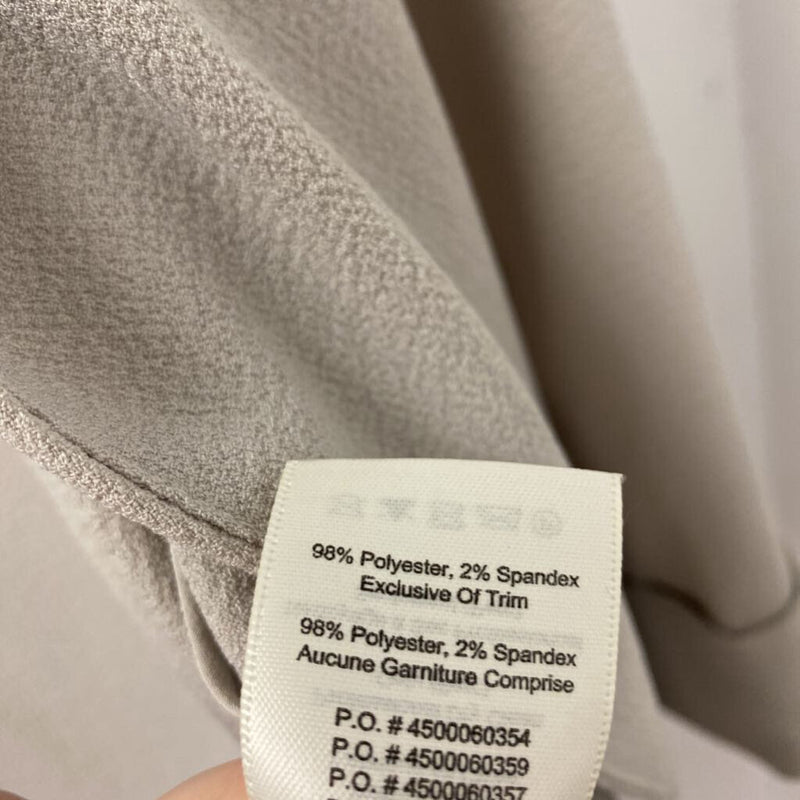 98% Polyester, 2% Spandex
Exclusive Of Trim
98% Polyester, 2% Spandex
Aucune Garniture Comprise
P.O. # 4500060354
P.O. # 4500060359
P.O. # 4500060357